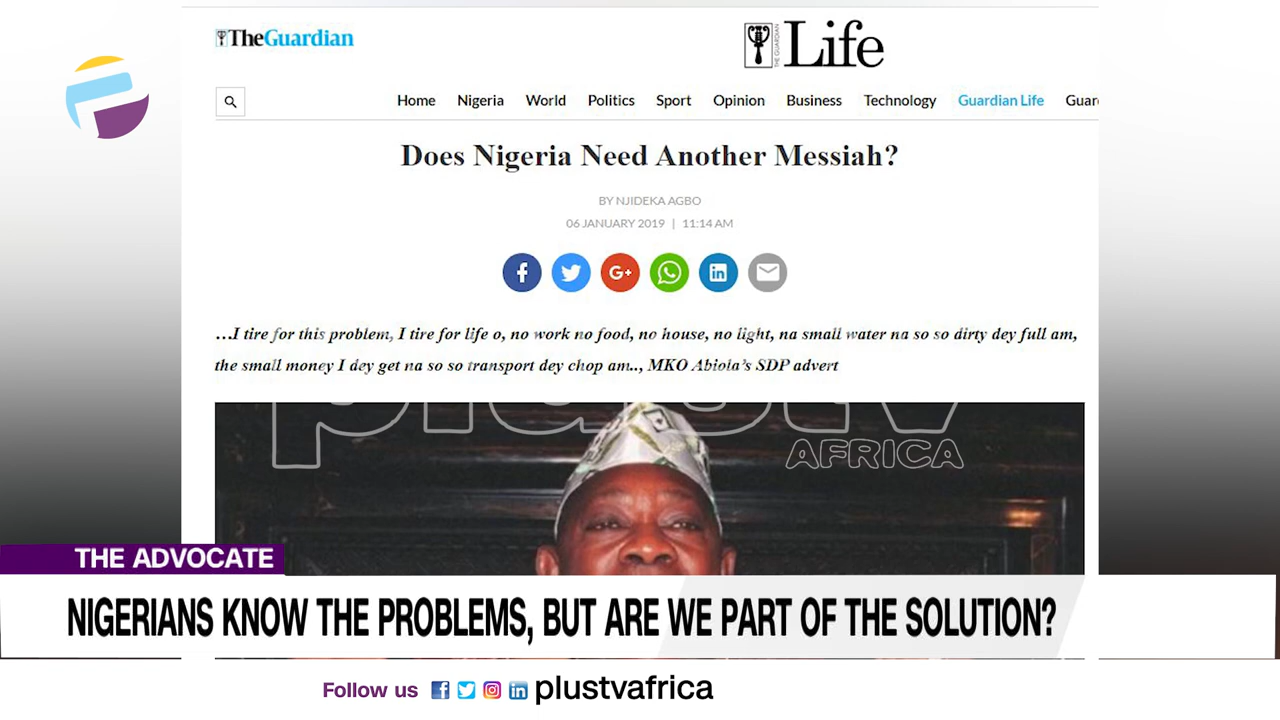 TheGuardian
THE GUARDIAN
Life
Home Nigeria World Politics Sport Opinion Business Technology Guardian Life Guar
Does Nigeria Need Another Messiah?
BY NJIDEKA AGBO
06 JANUARY 2019 | 11:14 AM
…I tire for this problem, I tire for life o, no work no food, no house, no light, na small water na so so dirty dey full am,
the small money I dey get na so so transport dey chop am.., MKO Abiola’s SDP advert
plustv
AFRICA
THE ADVOCATE
NIGERIANS KNOW THE PROBLEMS, BUT ARE WE PART OF THE SOLUTION?
Follow us plustvafrica